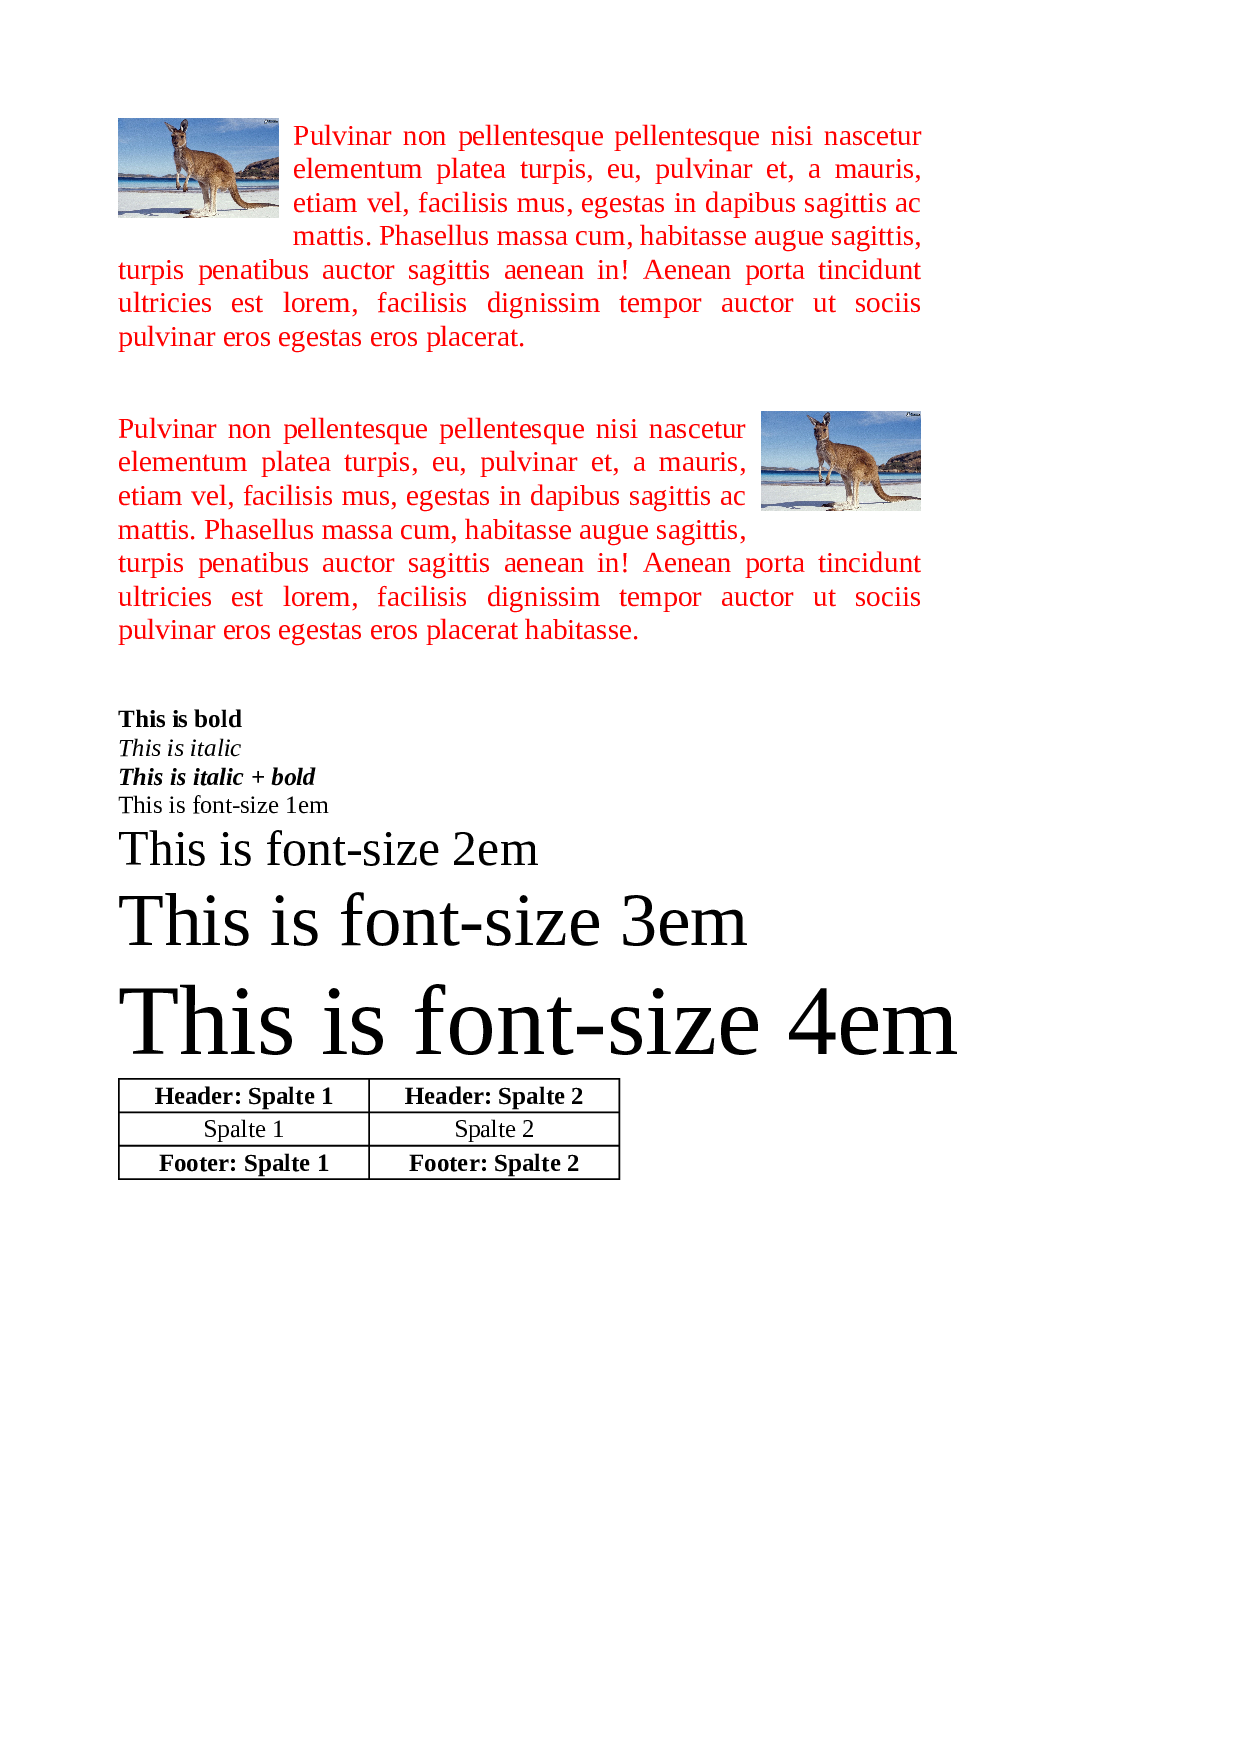 Pulvinar non pellentesque pellentesque nisi nascetur
elementum platea turpis, eu, pulvinar et, a mauris,
etiam vel, facilisis mus, egestas in dapibus sagittis ac
mattis. Phasellus massa cum, habitasse augue sagittis,
turpis penatibus auctor sagittis aenean in! Aenean porta tincidunt
ultricies est lorem, facilisis dignissim tempor auctor ut sociis
pulvinar eros egestas eros placerat.
Pulvinar non pellentesque pellentesque nisi nascetur
elementum platea turpis, eu, pulvinar et, a mauris,
etiam vel, facilisis mus, egestas in dapibus sagittis ac
mattis. Phasellus massa cum, habitasse augue sagittis,
turpis penatibus auctor sagittis aenean in! Aenean porta tincidunt
ultricies est lorem, facilisis dignissim tempor auctor ut sociis
pulvinar eros egestas eros placerat habitasse.
This is bold
This is italic
This is italic + bold
This is font-size 1em
This is font-size 2em
This is font-size 3em
This is font-size 4em
Header: Spalte 1 Header: Spalte 2
Spalte 1 Spalte 2
Footer: Spalte 1 Footer: Spalte 2